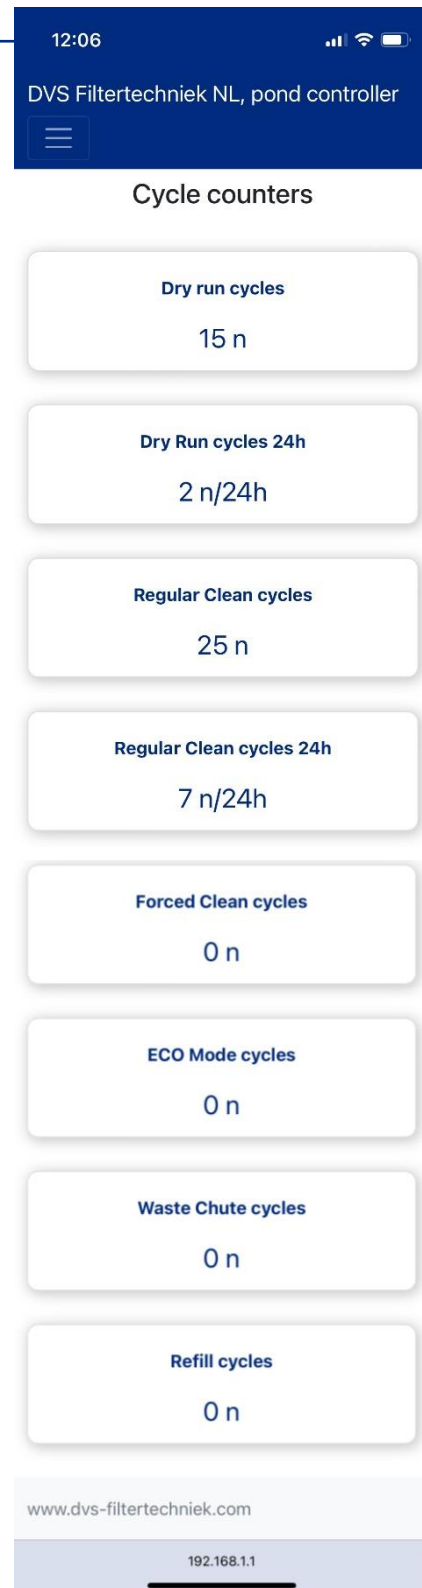 12:06
DVS Filtertechniek NL, pond controller
Cycle counters
Dry run cycles
15 n
Dry Run cycles 24h
2 n/24h
Regular Clean cycles
25 n
Regular Clean cycles 24h
7 n/24h
Forced Clean cycles
0 n
ECO Mode cycles
0 n
Waste Chute cycles
0 n
Refill cycles
0 n
www.dvs-filtertechniek.com
192.168.1.1